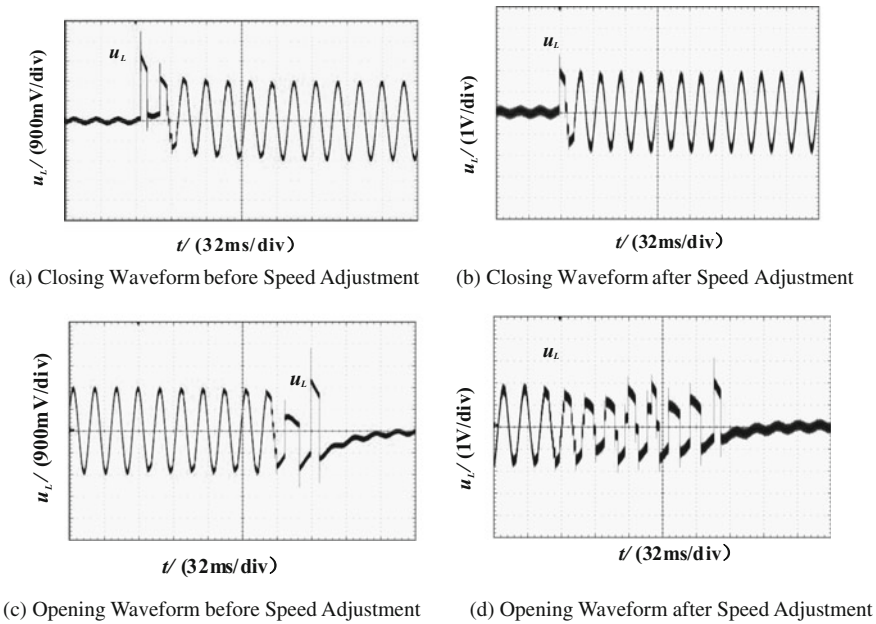 u_L
u_L/ (900mV/div)
t/ (32ms/div)
(a) Closing Waveform before Speed Adjustment
u_L
u_L/ (1V/div)
t/ (32ms/div)
(b) Closing Waveform after Speed Adjustment
u_L
u_L/ (900mV/div)
t/ (32ms/div)
(c) Opening Waveform before Speed Adjustment
u_L
u_L/ (1V/div)
t/ (32ms/div)
(d) Opening Waveform after Speed Adjustment